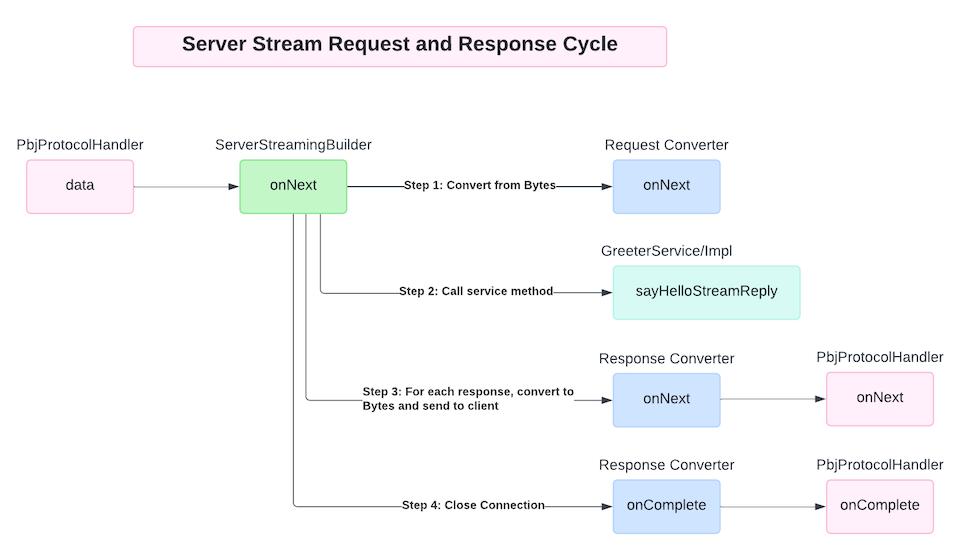 Server Stream Request and Response Cycle
PbjProtocolHandler
ServerStreamingBuilder
Request Converter
data
onNext
Step 1: Convert from Bytes
onNext
GreeterService/Impl
Step 2: Call service method
sayHelloStreamReply
Response Converter
PbjProtocolHandler
Step 3: For each response, convert to
Bytes and send to client
onNext
onNext
Response Converter
PbjProtocolHandler
Step 4: Close Connection
onComplete
onComplete